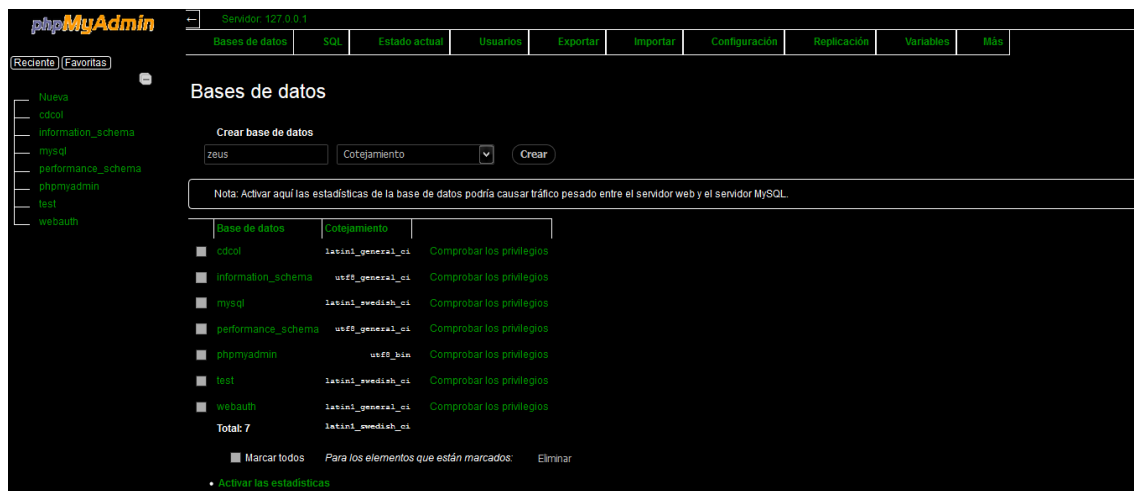 phpMyAdmin
Reciente Favoritas
Nueva
cdcol
information_schema
mysql
performance_schema
phpmyadmin
test
webauth
← Servidor: 127.0.0.1
Bases de datos SQL Estado actual Usuarios Exportar Importar Configuración Replicación Variables Más
Bases de datos
Crear base de datos
zeus Cotejamiento Crear
Nota: Activar aquí las estadísticas de la base de datos podría causar tráfico pesado entre el servidor web y el servidor MySQL.
Base de datos Cotejamiento
cdcol latin1_general_ci Comprobar los privilegios
information_schema utf8_general_ci Comprobar los privilegios
mysql latin1_swedish_ci Comprobar los privilegios
performance_schema utf8_general_ci Comprobar los privilegios
phpmyadmin utf8_bin Comprobar los privilegios
test latin1_swedish_ci Comprobar los privilegios
webauth latin1_general_ci Comprobar los privilegios
Total: 7 latin1_swedish_ci
Marcar todos Para los elementos que están marcados: Eliminar
• Activar las estadísticas